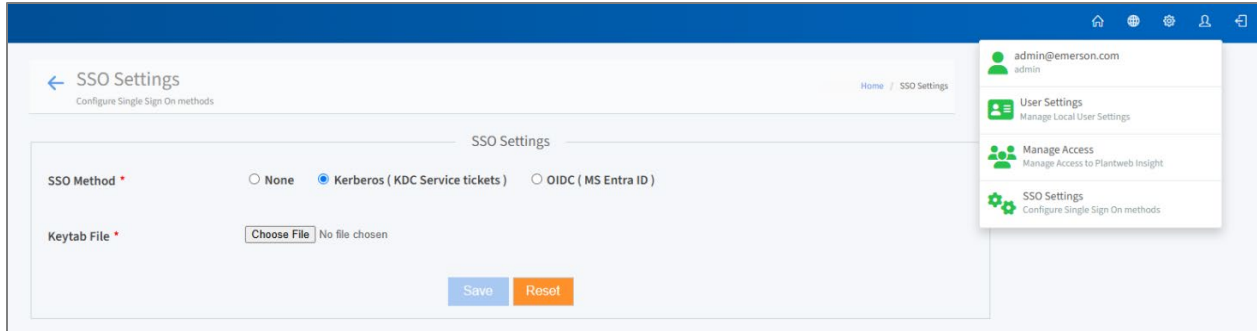 admin@emerson.com
admin
SSO Settings
Configure Single Sign On methods
Home / SSO Settings
User Settings
Manage Local User Settings
SSO Settings
Manage Access
Manage Access to Plantweb Insight
SSO Method * None Kerberos ( KDC Service tickets ) OIDC ( MS Entra ID )
SSO Settings
Configure Single Sign On methods
Keytab File * Choose File No file chosen
Save Reset